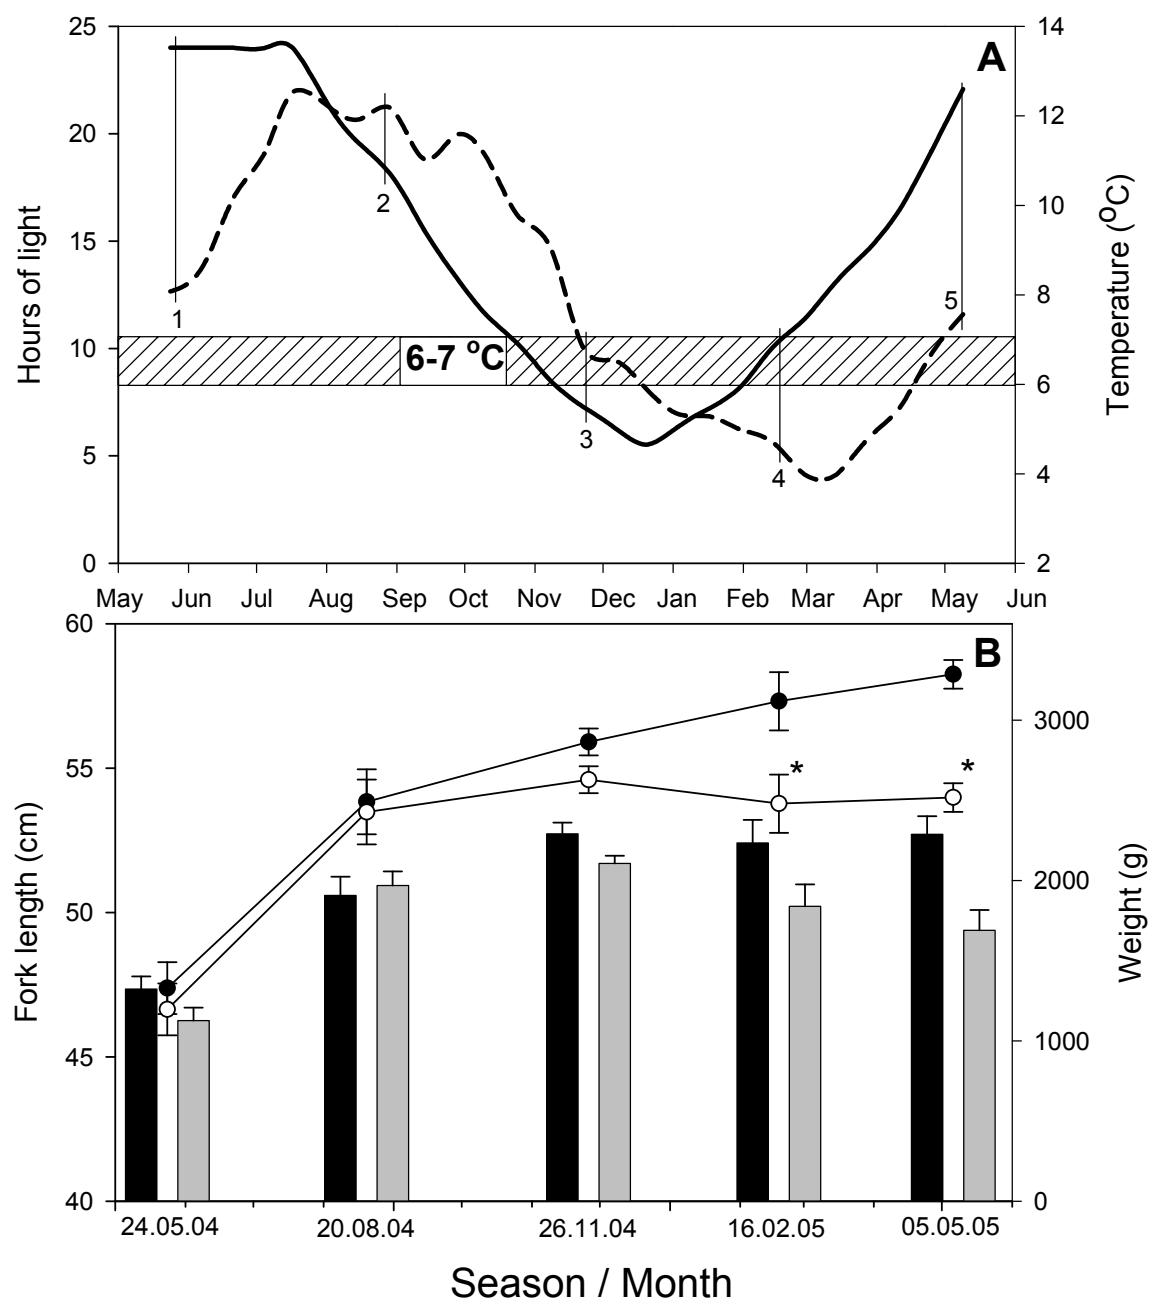 25
20
15
10
5
0
Hours of light
14
12
10
8
6
4
2
Temperature (°C)
A
1
2
3
4
5
6-7 °C
May Jun Jul Aug Sep Oct Nov Dec Jan Feb Mar Apr May Jun
60
55
50
45
40
Fork length (cm)
3000
2000
1000
0
Weight (g)
B
*
*
24.05.04 20.08.04 26.11.04 16.02.05 05.05.05
Season / Month